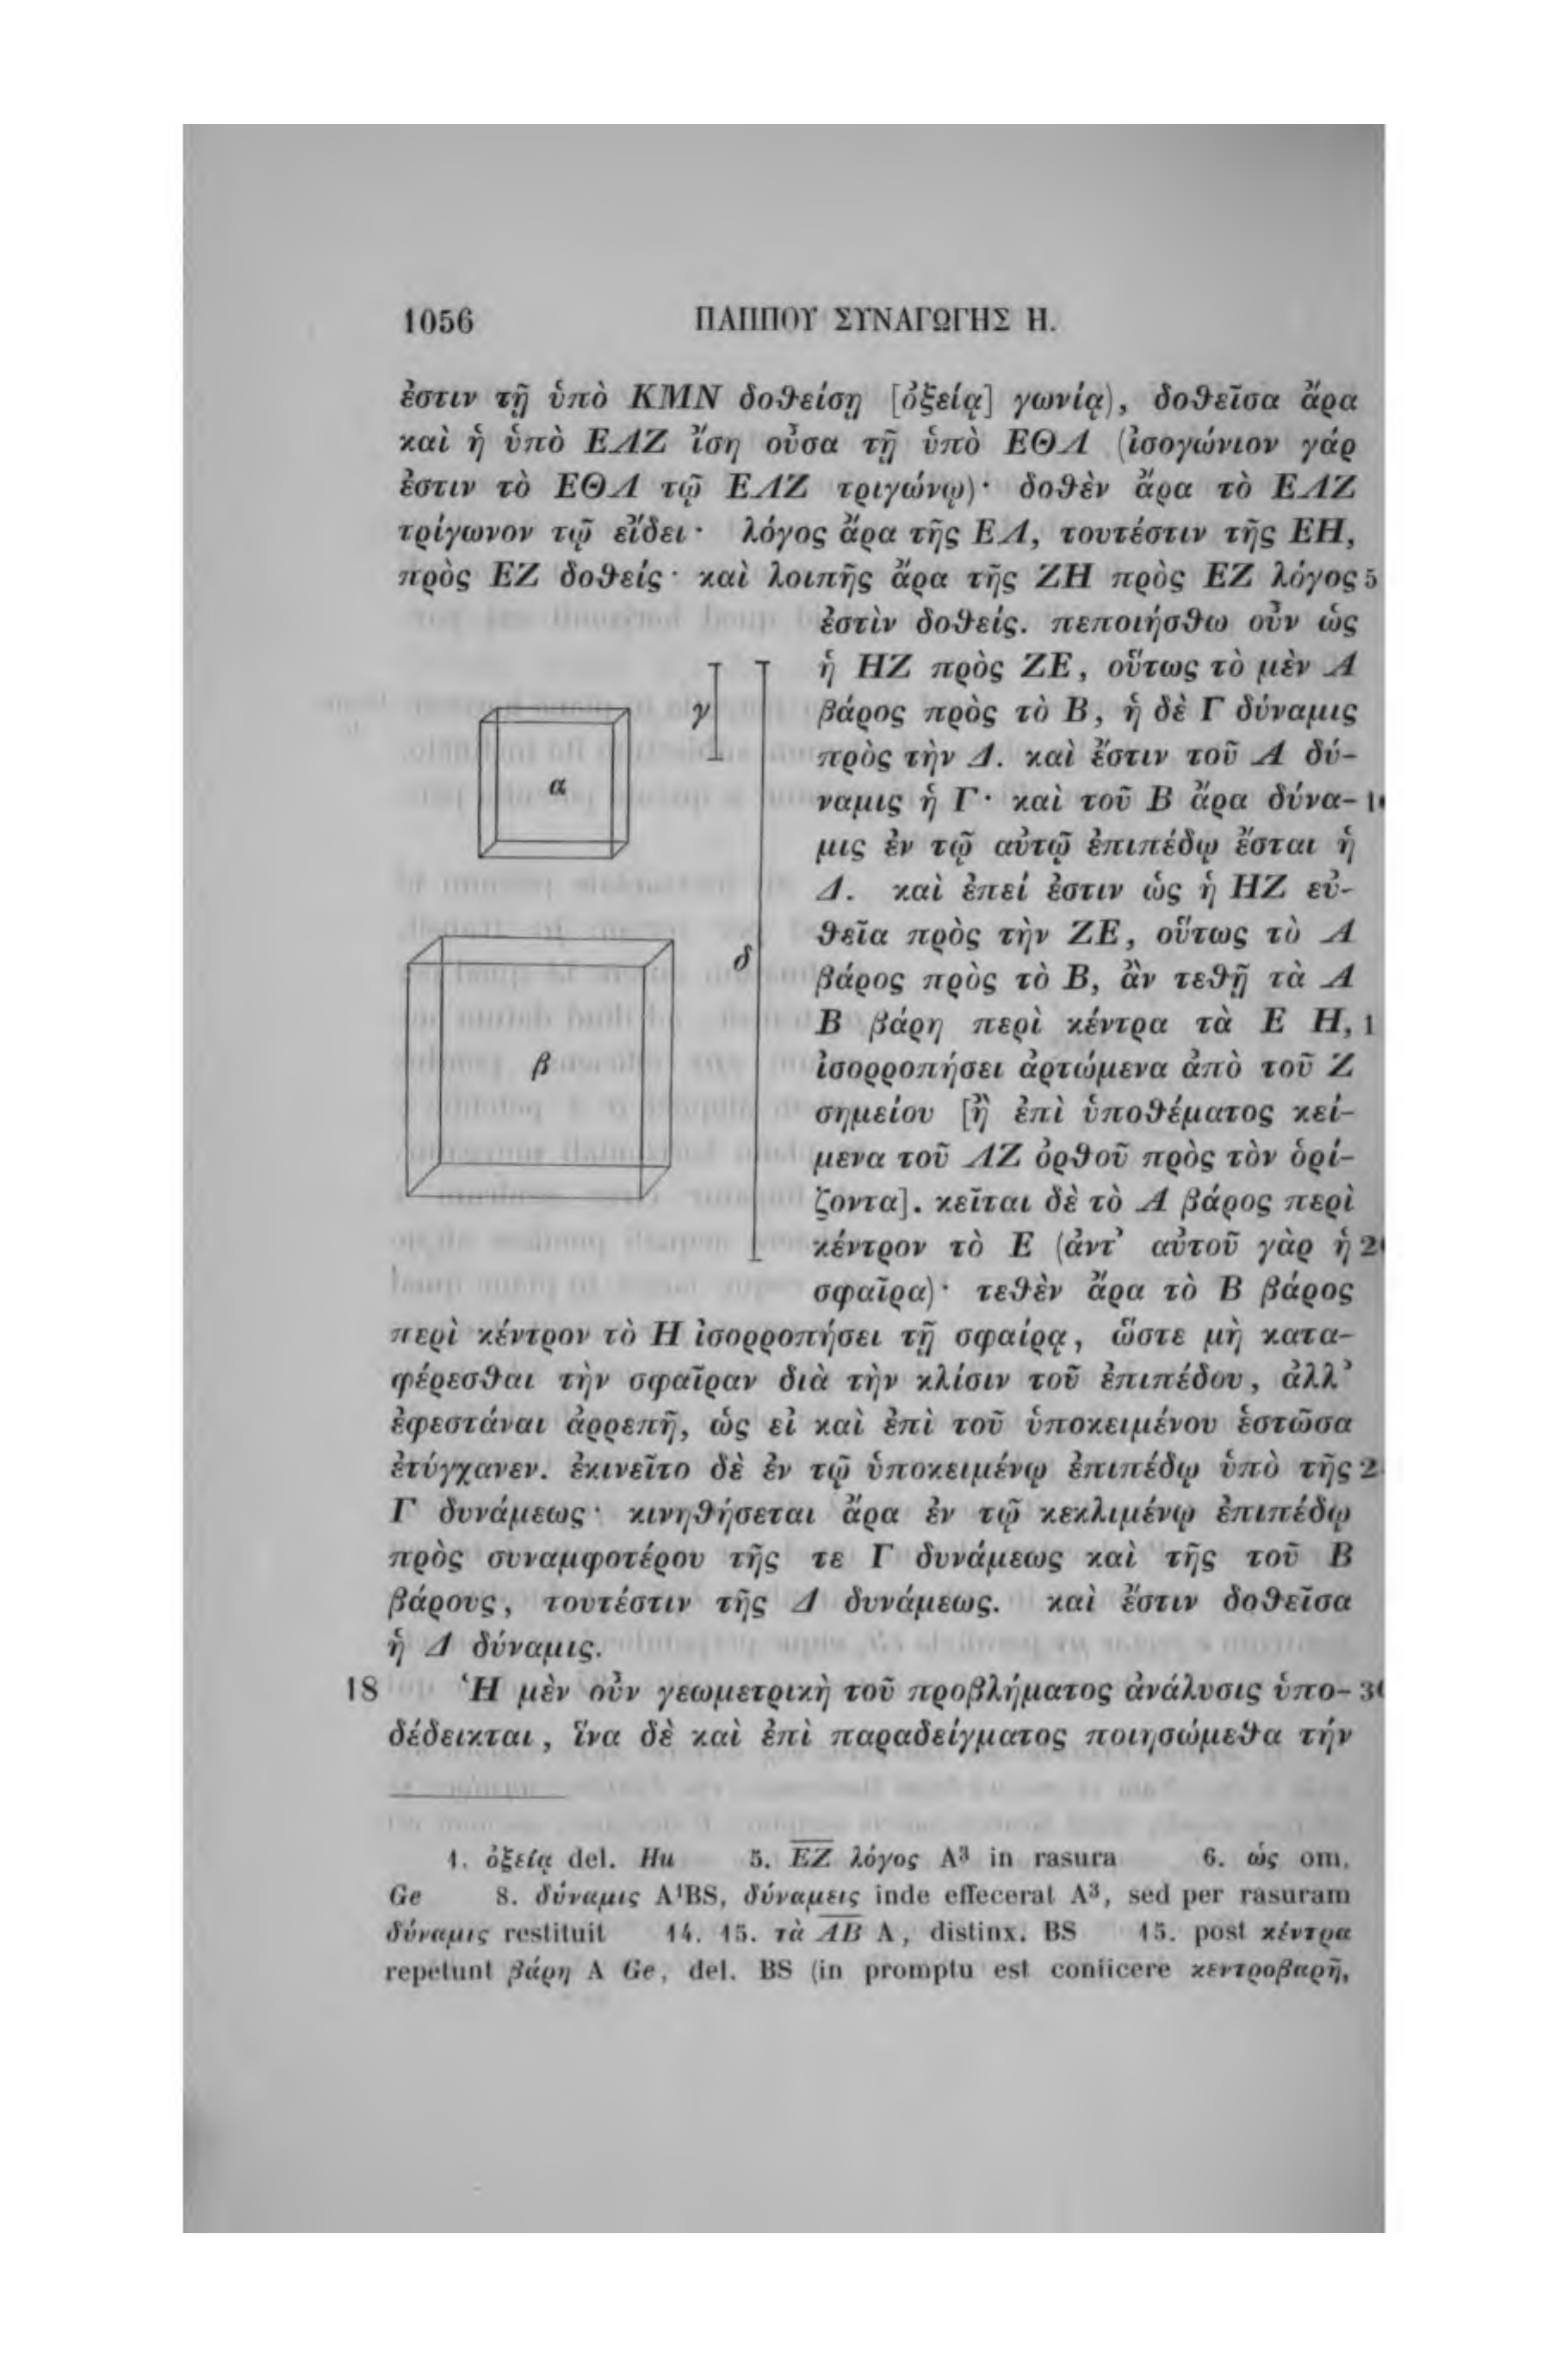 1056 ΠΑΠΠΟΥ ΣΥΝΑΓΩΓΗΣ Η.
ἐστιν τῇ ὑπὸ ΚΜΝ δοθείσῃ [ὀξείᾳ] γωνίᾳ), δοθεῖσα ἄρα
καὶ ἡ ὑπὸ ΕΛΖ ἴση οὖσα τῇ ὑπὸ ΕΘΛ (ἰσογώνιον γάρ
ἐστιν τὸ ΕΘΛ τῷ ΕΛΖ τριγώνῳ)· δοθὲν ἄρα τὸ ΕΛΖ
τρίγωνον τῷ εἴδει· λόγος ἄρα τῆς ΕΛ, τουτέστιν τῆς ΕΗ,
πρὸς ΕΖ δοθείς· καὶ λοιπῆς ἄρα τῆς ΖΗ πρὸς ΕΖ λόγος 5
ἐστὶν δοθείς. πεποιήσθω οὖν ὡς
ἡ ΗΖ πρὸς ΖΕ, οὕτως τὸ μὲν Α
βάρος πρὸς τὸ Β, ἡ δὲ Γ δύναμις
πρὸς τὴν Δ. καὶ ἔστιν τοῦ Α δύ-
ναμις ἡ Γ· καὶ τοῦ Β ἄρα δύνα-
μις ἐν τῷ αὐτῷ ἐπιπέδῳ ἔσται ἡ
Δ. καὶ ἐπεί ἐστιν ὡς ἡ ΗΖ εὐ-
θεῖα πρὸς τὴν ΖΕ, οὕτως τὸ Α
βάρος πρὸς τὸ Β, ἂν τεθῇ τὰ Α
Β βάρη περὶ κέντρα τὰ Ε Η, 1
ἰσορροπήσει ἀρτώμενα ἀπὸ τοῦ Ζ
σημείου [ἢ ἐπὶ ὑποθέματος κεί-
μενα τοῦ ΛΖ ὀρθοῦ πρὸς τὸν ὁρί-
ζοντα]. κεῖται δὲ τὸ Α βάρος περὶ
κέντρον τὸ Ε (ἀντ' αὐτοῦ γὰρ ἡ 2
σφαῖρα)· τεθὲν ἄρα τὸ Β βάρος
γ
α
δ
β
περὶ κέντρον τὸ Η ἰσορροπήσει τῇ σφαίρᾳ, ὥστε μὴ κατα-
φέρεσθαι τὴν σφαῖραν διὰ τὴν κλίσιν τοῦ ἐπιπέδου, ἀλλ'
ἐφεστάναι ἀρρεπῆ, ὡς εἰ καὶ ἐπὶ τοῦ ὑποκειμένου ἑστῶσα
ἐτύγχανεν. ἐκινεῖτο δὲ ἐν τῷ ὑποκειμένῳ ἐπιπέδῳ ὑπὸ τῆς 2
Γ δυνάμεως· κινηθήσεται ἄρα ἐν τῷ κεκλιμένῳ ἐπιπέδῳ
πρὸς συναμφοτέρου τῆς τε Γ δυνάμεως καὶ τῆς τοῦ Β
βάρους, τουτέστιν τῆς Δ δυνάμεως. καὶ ἔστιν δοθεῖσα
ἡ Δ δύναμις.
18 Ἡ μὲν οὖν γεωμετρικὴ τοῦ προβλήματος ἀνάλυσις ὑπο- 3
δέδεικται, ἵνα δὲ καὶ ἐπὶ παραδείγματος ποιησώμεθα τήν
1. ὀξείᾳ del. Hu 5. ΕΖ λόγος A³ in rasura 6. ὡς om.
Ge 8. δύναμις A¹BS, δύναμεις inde effecerat A³, sed per rasuram
δύναμις restituit 14. 15. τὰ ΑΒ A, distinx. BS 15. post κέντρα
repetunt βάρη A Ge, del. BS (in promptu est coniicere κεντροβαρῆ,